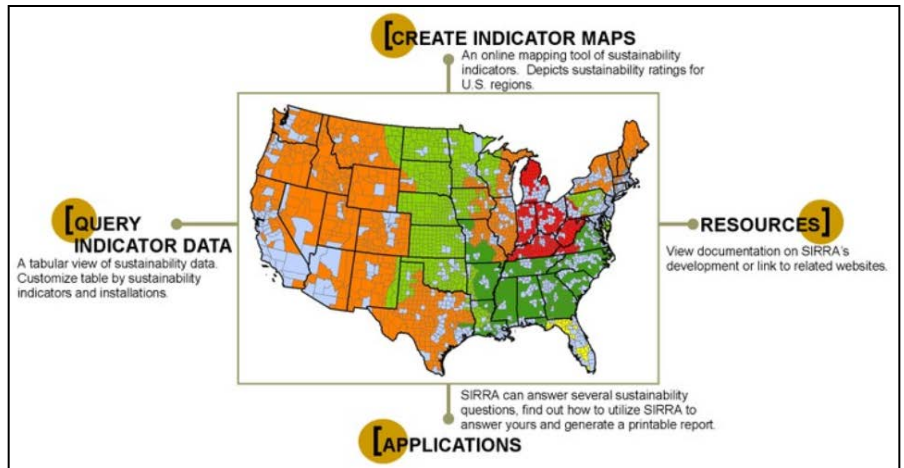 [CREATE INDICATOR MAPS
An online mapping tool of sustainability
indicators. Depicts sustainability ratings for
U.S. regions.
[QUERY
INDICATOR DATA
A tabular view of sustainability data.
Customize table by sustainability
indicators and installations.
RESOURCES]
View documentation on SIRRA's
development or link to related websites.
SIRRA can answer several sustainability
questions, find out how to utilize SIRRA to
answer yours and generate a printable report.
[APPLICATIONS